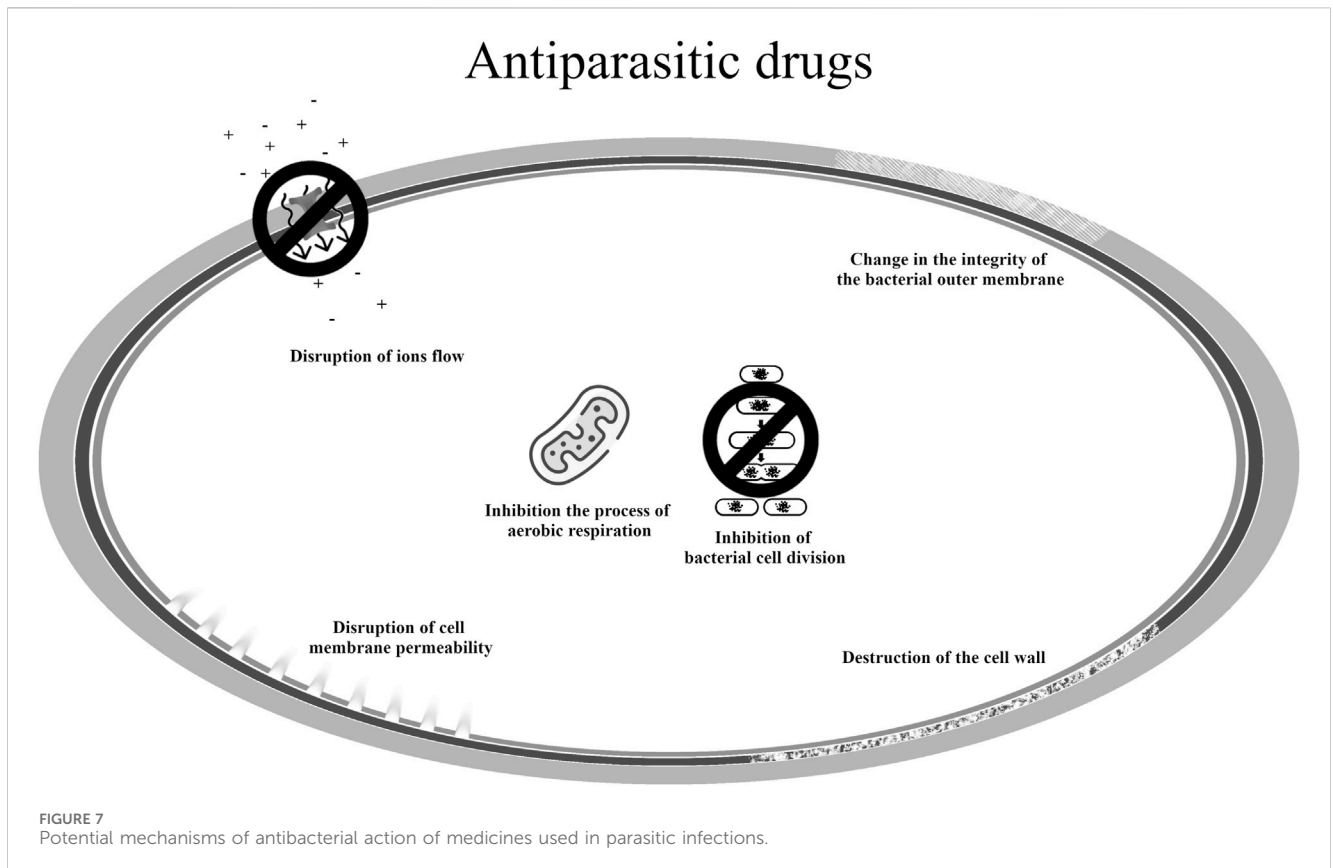 Antiparasitic drugs
Change in the integrity of
the bacterial outer membrane
Disruption of ions flow
Inhibition the process of
aerobic respiration
Inhibition of
bacterial cell division
Disruption of cell
membrane permeability
Destruction of the cell wall
FIGURE 7
Potential mechanisms of antibacterial action of medicines used in parasitic infections.